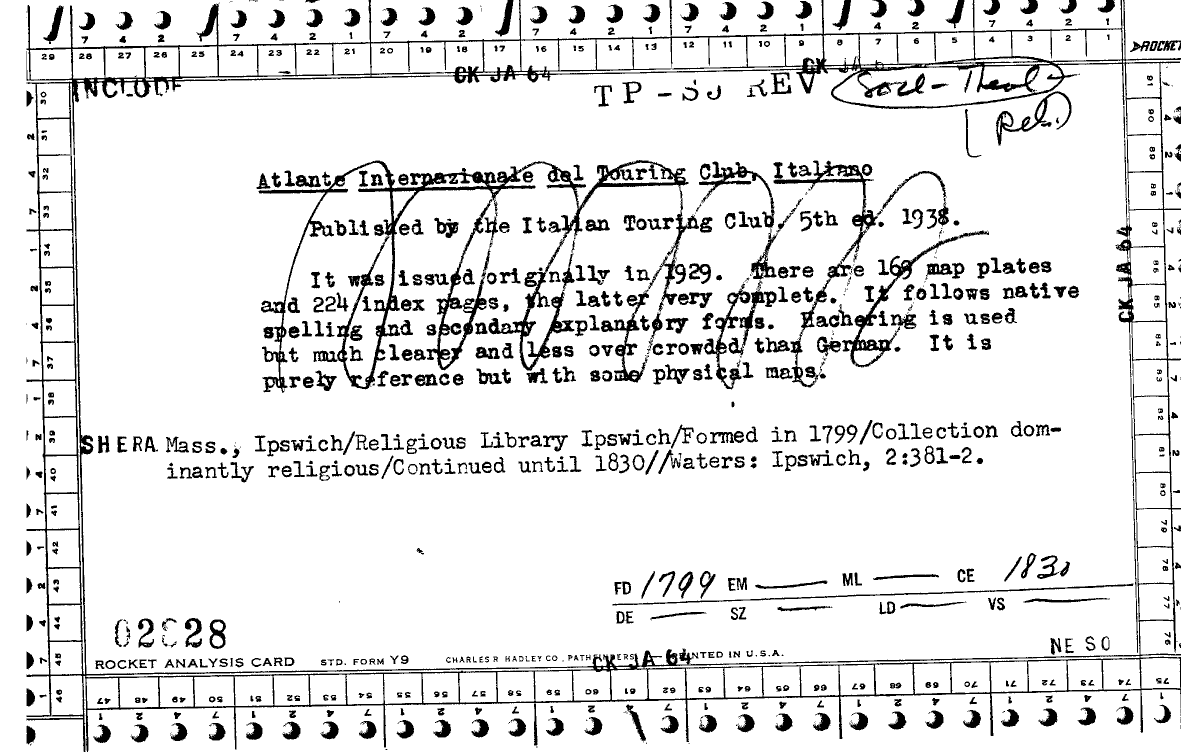 7 4 2 1 7 4 2 1 7 4 2 1 7 4 2 1 7 4 2 1 7 4 2 1
29 28 27 26 25 24 23 22 21 20 19 18 17 16 15 14 13 12 11 10 9 8 7 6 5 4 3 2 1
ROCKET
INCLUDE CK JA 64 CK JA
TP - SU REV Socl - Theol
(Rel.)
Atlante Internazionale del Touring Club, Italiano
Published by the Italian Touring Club. 5th ed. 1938.
It was issued originally in 1929. There are 169 map plates
and 224 index pages, the latter very complete. It follows native
spelling and secondary explanatory forms. Hachering is used
but much clearer and less over crowded than German. It is
purely reference but with some physical maps.
CK JA 64
SHERA Mass., Ipswich/Religious Library Ipswich/Formed in 1799/Collection dom-
inantly religious/Continued until 1830//Waters: Ipswich, 2:381-2.
FD 1799 EM ML CE 1830
DE SZ LD VS
02828
NE SO
ROCKET ANALYSIS CARD STD. FORM Y9 CHARLES R. HADLEY CO., PATHFINDERS PRINTED IN U.S.A.
CK JA 64
30 31 32 33 34 35 36 37 38 39 40 41 42 43 44 45 46
47 48 49 50 51 52 53 54 55 56 57 58 59 60 61 62 63 64 65 66 67 68 69 70 71 72 73 74 75
76 77 78 79 80 81 82 83 84 85 86 87 88 89 90 91